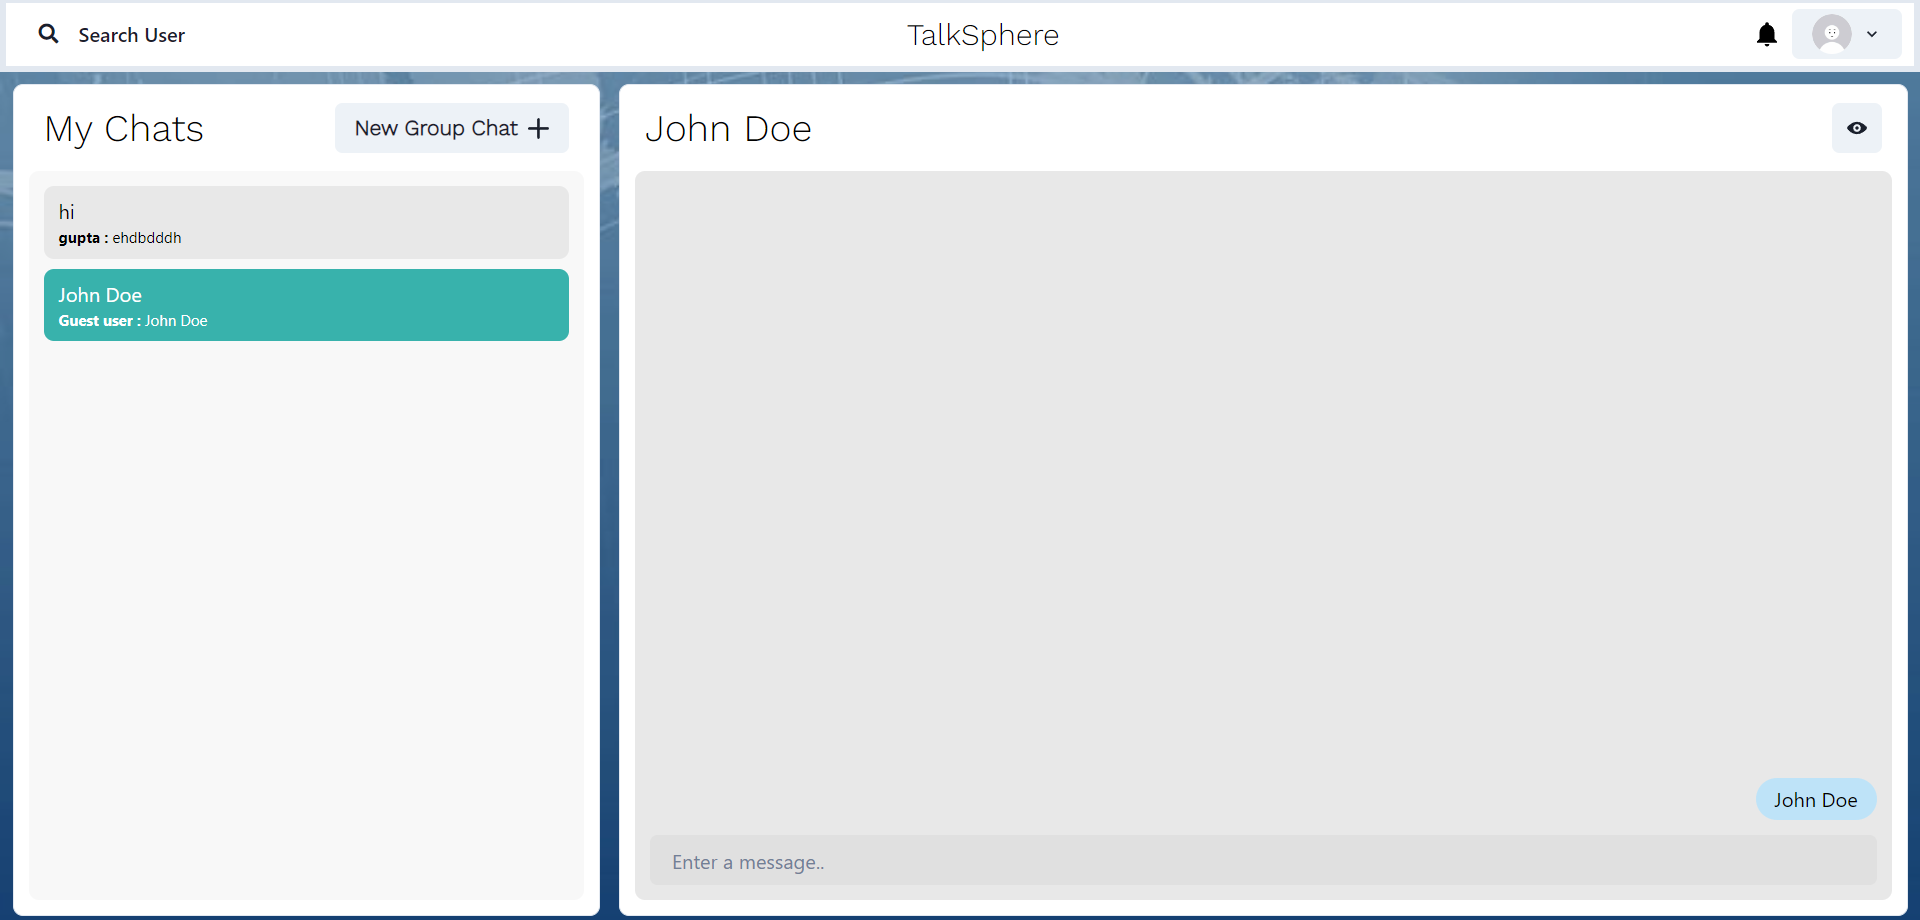 Search User
TalkSphere
My Chats
New Group Chat
hi
gupta : ehdbdddh
John Doe
Guest user : John Doe
John Doe
John Doe
Enter a message..